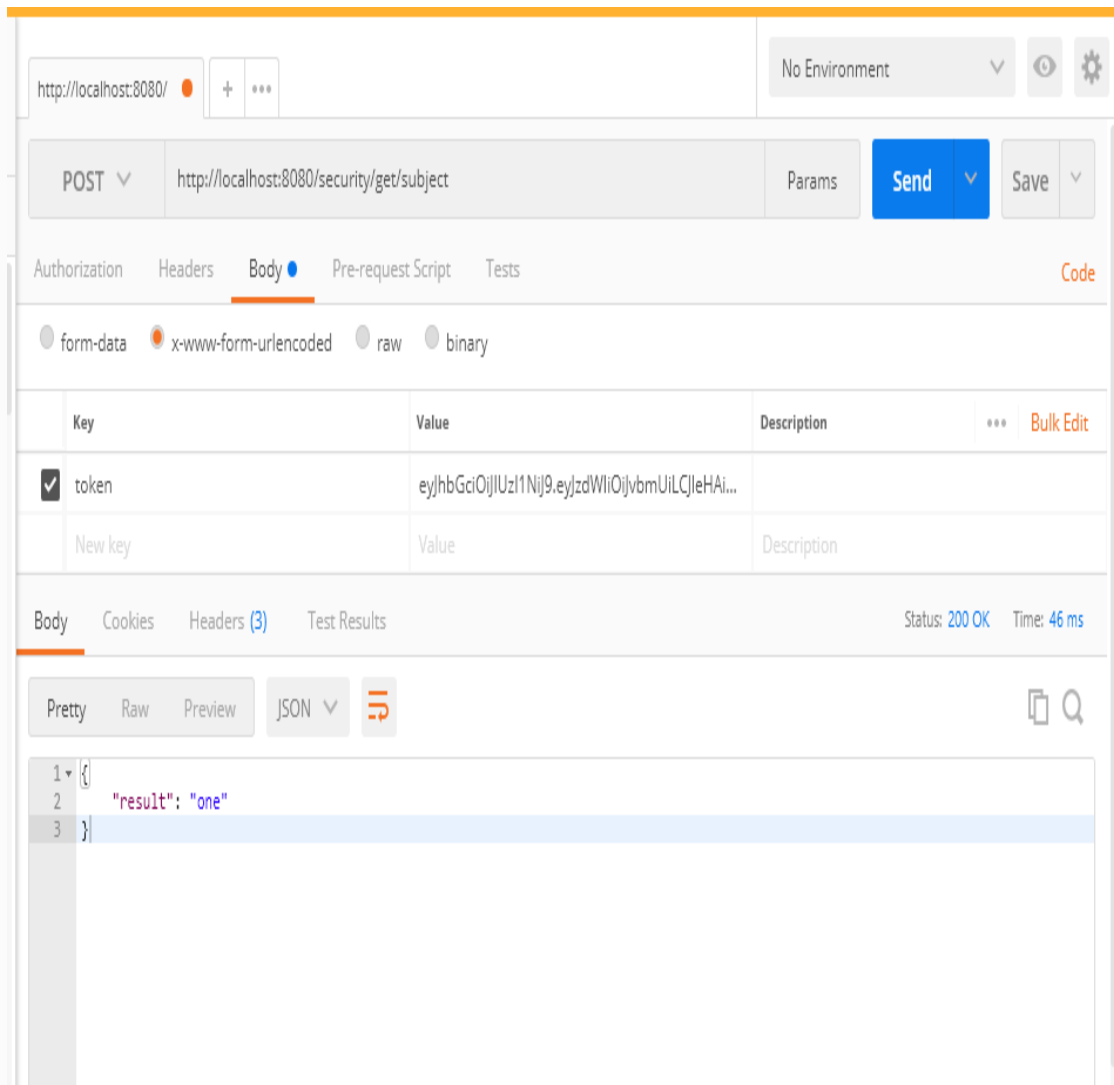 http://localhost:8080/
+
No Environment
POST http://localhost:8080/security/get/subject Params Send Save
Authorization Headers Body Pre-request Script Tests Code
form-data x-www-form-urlencoded raw binary
Key Value Description ••• Bulk Edit
token eyJhbGciOiJIUzI1NiJ9.eyJzdWIiOiJvbmUiLCJleHAi...
New key Value Description
Body Cookies Headers (3) Test Results Status: 200 OK Time: 46 ms
Pretty Raw Preview JSON
1 {
2 "result": "one"
3 }